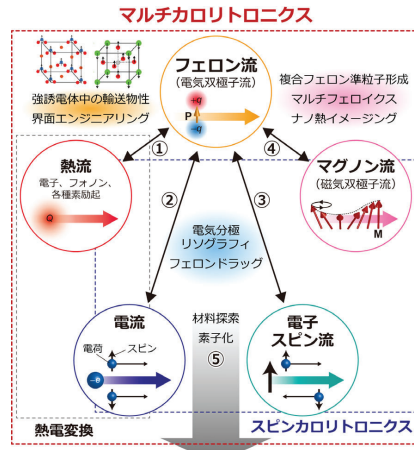 マルチカロリトロニクス
フェロン流
(電気双極子流)
+q
P
-q
強誘電体中の輸送物性
界面エンジニアリング
複合フェロン準粒子形成
マルチフェロイクス
ナノ熱イメージング
①
④
熱流
電子、フォノン、
各種素励起
Q
②
③
マグノン流
(磁気双極子流)
M
電気分極
リソグラフィ
フェロンドラッグ
電流
電荷
スピン
-e
材料探索
素子化
⑤
電子
スピン流
熱電変換
スピンカロリトロニクス